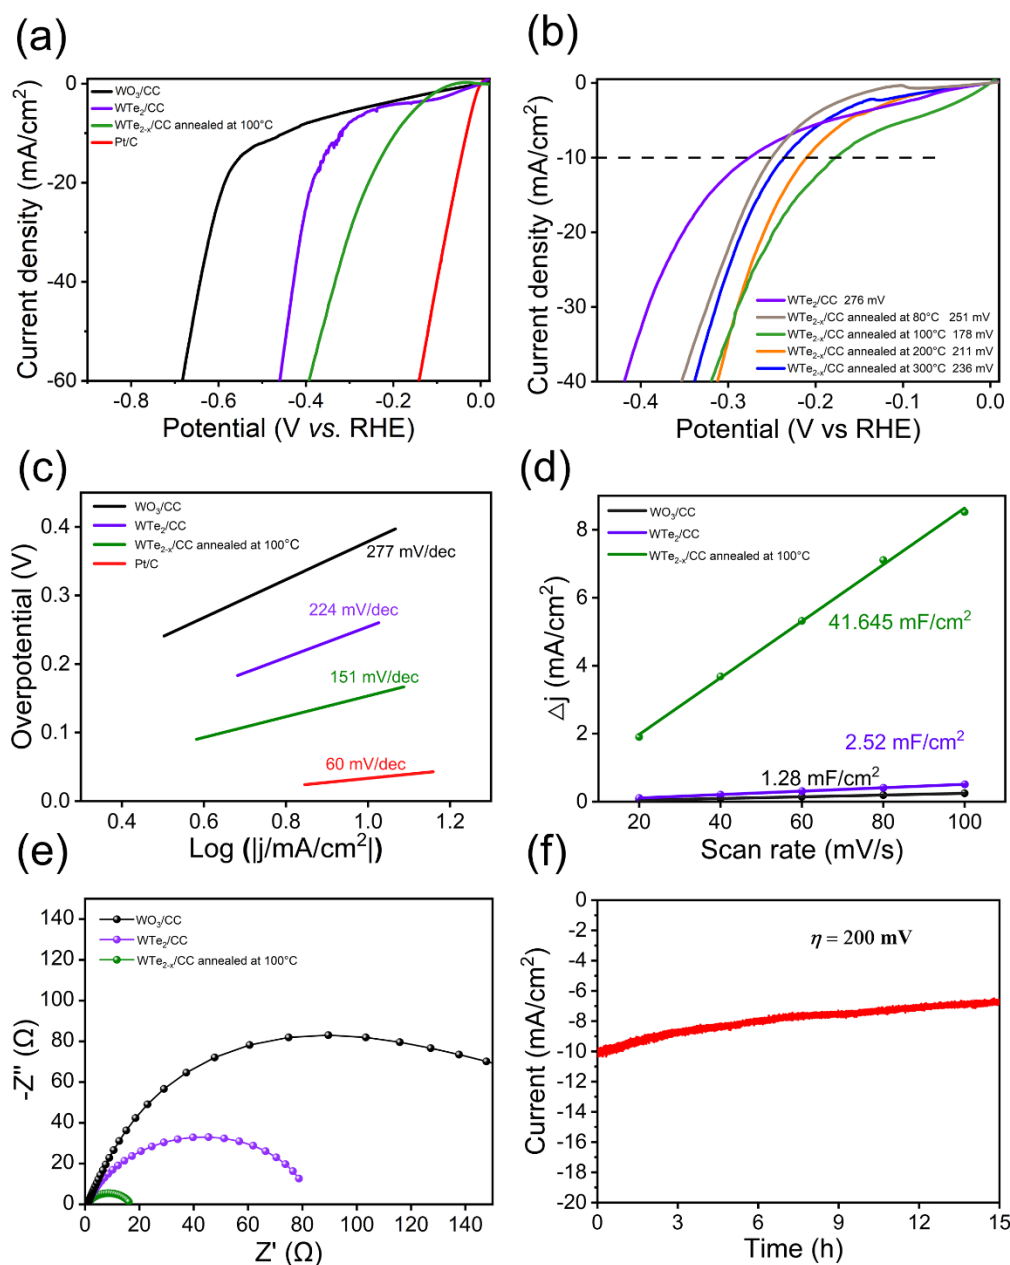 (a)
WO3/CC
WTe2/CC
WTe2-x/CC annealed at 100°C
Pt/C
Current density (mA/cm2)
0
-20
-40
-60
-0.8
-0.6
-0.4
-0.2
0.0
Potential (V vs. RHE)
(b)
Current density (mA/cm2)
0
-10
-20
-30
-40
WTe2/CC 276 mV
WTe2-x/CC annealed at 80°C 251 mV
WTe2-x/CC annealed at 100°C 178 mV
WTe2-x/CC annealed at 200°C 211 mV
WTe2-x/CC annealed at 300°C 236 mV
-0.4
-0.3
-0.2
-0.1
0.0
Potential (V vs RHE)
(c)
WO3/CC
WTe2/CC
WTe2-x/CC annealed at 100°C
Pt/C
277 mV/dec
224 mV/dec
151 mV/dec
60 mV/dec
Overpotential (V)
0.4
0.3
0.2
0.1
0.0
0.4
0.6
0.8
1.0
1.2
Log (|j/mA/cm2|)
(d)
WO3/CC
WTe2/CC
WTe2-x/CC annealed at 100°C
41.645 mF/cm2
2.52 mF/cm2
1.28 mF/cm2
△j (mA/cm2)
8
6
4
2
0
20
40
60
80
100
Scan rate (mV/s)
(e)
WO3/CC
WTe2/CC
WTe2-x/CC annealed at 100°C
-Z" (Ω)
140
120
100
80
60
40
20
0
0
20
40
60
80
100
120
140
Z' (Ω)
(f)
η = 200 mV
Current (mA/cm2)
0
-2
-4
-6
-8
-10
-12
-14
-16
-18
-20
0
3
6
9
12
15
Time (h)